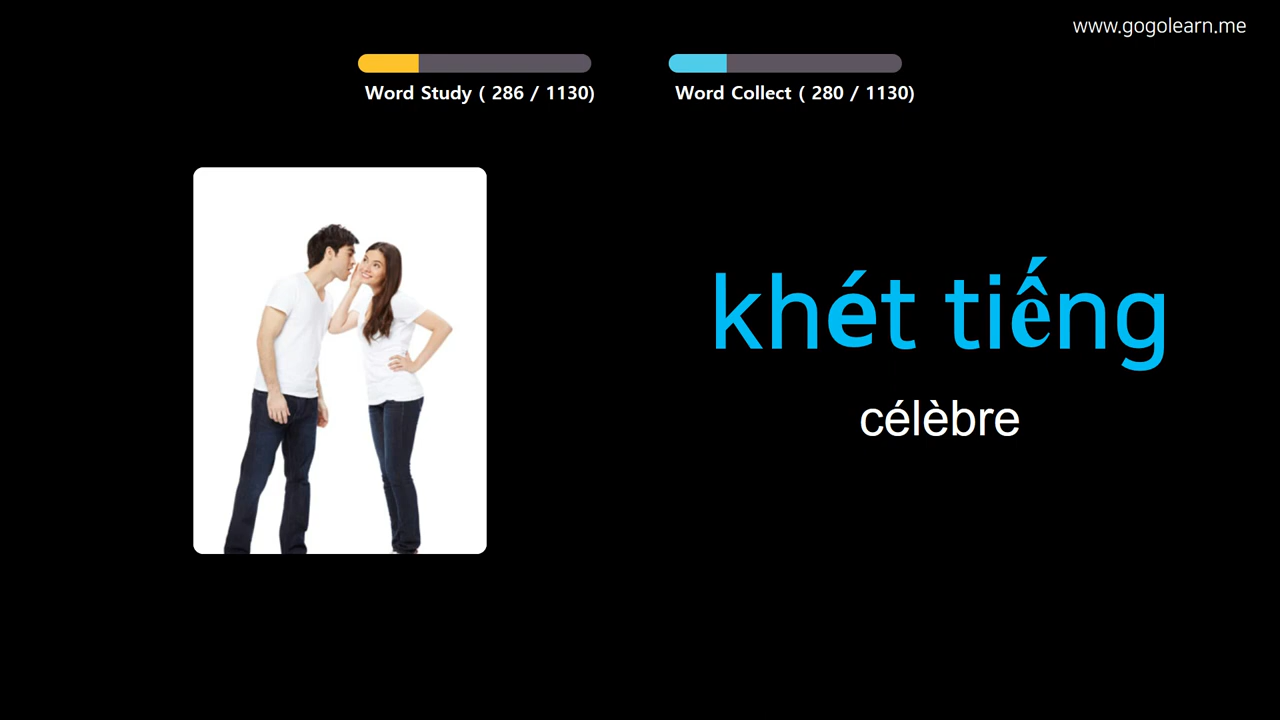 www.gogolearn.me
Word Study ( 286 / 1130)
Word Collect ( 280 / 1130)
khét tiếng
célèbre